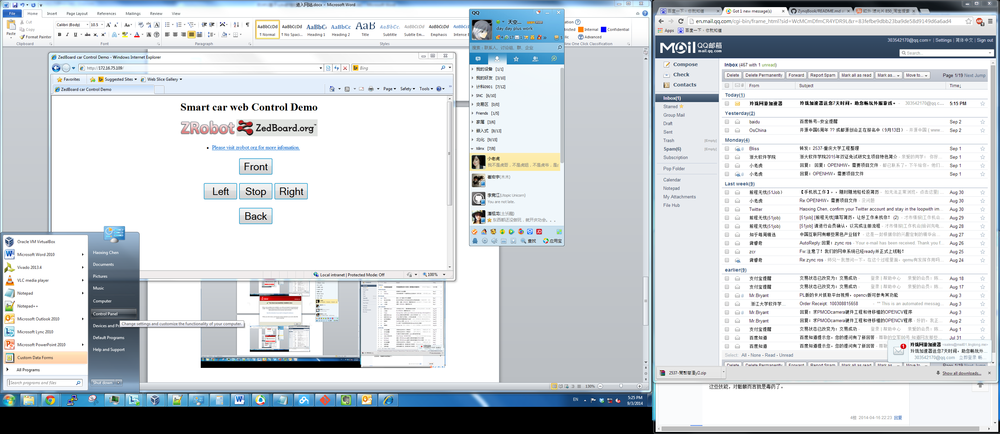 进入网站.docx - Microsoft Word
File Home Insert Page Layout References Mailings Review View
Cut
Copy
Format Painter
Paste
Clipboard
Calibri (Body) 10.5
Font
Paragraph
AaBbCcDd AaBbCcDd AaBbCc AaBbCc AaB AaBbCc. AaBbCcDd AaBbCcDd
¶ Normal ¶ No Spaci... Heading 1 Heading 2 Title Subtitle Subtle Em... Emphasis Intense E
Styles
Internal Confidential
Advanced
linx One Click Classification
ZedBoard car Control Demo - Windows Internet Explorer
http://172.16.75.109/
Bing
Favorites Suggested Sites Web Slice Gallery
ZedBoard car Control Demo
Page Safety Tools
Smart car web Control Demo
ZRobot ZedBoard.org™
Please visit zrobot.org for more infomation.
Front
Left Stop Right
Back
Local intranet | Protected Mode: Off
100%
Oracle VM VirtualBox
Microsoft Word 2010
Vivado 2013.4
VLC media player
Notepad
Notepad++
Microsoft Outlook 2010
Microsoft Lync 2010
Microsoft PowerPoint 2010
Custom Data Forms
All Programs
Search programs and files
Haoxing Chen
Documents
Pictures
Music
Computer
Control Panel
Change settings and customize the functionality of your computer.
Devices and Pr
Default Programs
Help and Support
Shut down
130%
EN
5:25 PM
9/3/2014
QQ
天空...
day day plus work
4 17 1 5
搜索：联系人、讨论组、群、企业
我的设备 [1/1]
我的好友 [3/10]
计科0901 [7/12]
SNC [6/10]
交易区 [0/0]
Friends [1/5]
家属 [3/6]
嵌入式 [8/13]
北化 [9/15]
Xilinx [7/8]
小老虎
我不是虎哥，不是虎姐，不是虎爷，是
崔宏宇(木木)
李竞江(Utopic Unicorn)
You are not late.
潘祖龙
东西都还没做玩，就开庆功会。。。
查找 应用宝
百度一下，你就知道
Got 1 new message(s)
ZynqBook/README.md a
红外 滤光片 850_淘宝搜索
en.mail.qq.com/cgi-bin/frame_html?sid=WcMCmDfmCR4YDR9L&r=83fefbe9dbb23ba9de58d9149d6a6ad4
Apps 百度一下，你就知道
Mail QQ邮箱
mail.qq.com
303542170@qq.com | Settings | 简体中文 | Sign out
Search...
Compose
Check
Contacts
Inbox(1)
Starred
Group Mail
Draft
Sent
Trash [Empty]
Spam(6) [Empty]
Subscription
Pop Folder
Calendar
Notepad
My Attachments
File Hub
Inbox (467 with 1 unread)
Delete Delete Permanently Forward Report Spam Mark all as read Mark as... Move to... Page 1/19 Next Jump
From Subject Time↓
Today(1)
玲珑网游加速器 玲珑加速器送您7天时间，助您畅玩外服游戏。 - 303542170@qq.c... 5:15 PM
Yesterday(2)
baidu 百度帐号--安全提醒 Sep 2
OsChina 开源中国6周年 ?? 成都源创会正在报名中（9月13日） - 开源中国 ( www... Sep 2
Monday(4)
Bliss 转发：2537-重庆大学工程整理 Sep 1
浙大软件学院 浙大软件学院2015年双证免试研究生项目特色简介 - 亲爱的同学： 你好... Sep 1
小老虎 回复： 回复：OPENHW，需要项目文件 - 都已联系了，下午给你，他们... Sep 1
小老虎 回复：OPENHW，需要项目文件 Sep 1
Last week(9)
前程无忧(51Job) 【手机找工作】，，随时随地轻松投简历 - 如无法正常浏览，点击这里| ... Aug 30
小老虎 Re:OPENHW，需要项目文件 - 没问题 Aug 30
Twitter Haoxing Chen, confirm your Twitter account and stay in the loopwith im... Aug 30
前程无忧(51job) [51job] [前程无忧]填写简历，让好工作来找你！ (2) - 才市情报|工作机会... Aug 29
前程无忧(51job) [51job] 请进行会员确认，以完成注册流程 - 才市情报|工作机会|培训充电... Aug 28
知乎每周精选 中国互联网有哪些黑色产业链？ - 这是一封根据你的兴趣定制的精华合... Aug 27
龚睿奇 AutoReply:回复：zync ros - Your e-mail has been received. Thank you f... Aug 26
zcr Fw:注意了！我们的网申系统已经ready并正式上线啦！ Aug 25
龚睿奇 Re:zync ros - 师兄～我想问一下，在这个过程里面，qemu有发挥作用吗... Aug 24
earlier(9)
支付宝提醒 交易状态已改变为：交易成功 - 登录 | 帮助中心 亲爱的会员：陈... Aug 18
支付宝提醒 交易状态已改变为：交易成功 - 登录 | 帮助中心 亲爱的会员：陈... Aug 17
Mr.Bryant PL版的卡片抓取平台视频，opencv版可参考其功能 Aug 3
浙江大学软件学... Order Receipt: 100308815658 - ** This is an automated messag... Aug 3
Mr.Bryant 回复：求PMODcamera硬件工程和待移植的OPENCV程序 Aug 3
Mr.Bryant 回复：求PMODcamera硬件工程和待移植的OPENCV程序 - 好的，我正... Aug 2
支付宝提醒 交易状态已改变为：交易成功 - 登录 | 帮助中心 亲爱的会员：陈... Aug 1
百度知道 百度知道提示您，您的提问有了新回答 - 尊敬的空军00号 知道网友那些... Jul 31
百度知道 百度知道提示您，您的提问有了新回答 - 尊敬
Select: All - None - Read - Unread
Delete Delete Permanently Forward Report Spam Mark all as read Mark as... Move to... Page 1/19 Next Jump
1
玲珑网游加速器 <sales@mail01.linglong.me>
玲珑加速器送您7天时间，助您畅玩外...
303542170@qq.com 立即登录 畅...
Show all downloads...
这些技能，对骷髅而言就是毒药了。
4楼 2014-04-16 22:23 回复